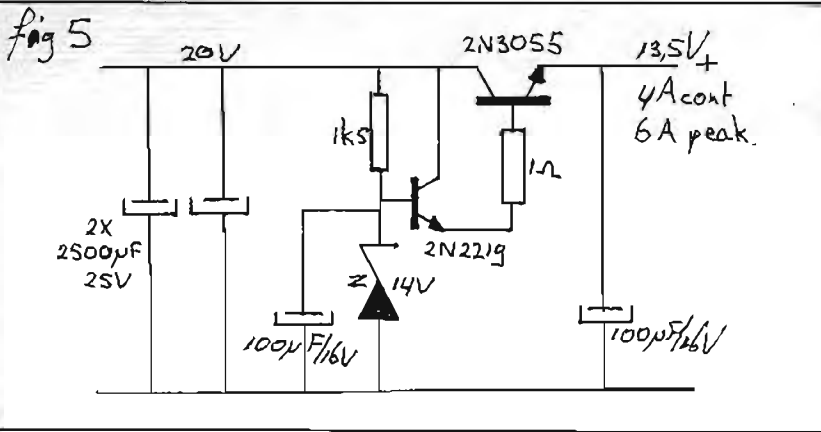 fig 5
20V
2N3055
13,5V
+
4A cont
6A peak.
1k5
1Ω
2X
2500µF
25V
2N2219
Z 14V
100µF/16V
100µF/16V